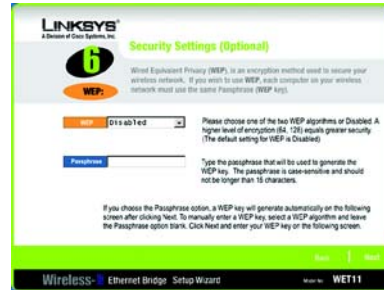 LINKSYS®
A Division of Cisco Systems, Inc.
6
WEP:
Security Settings (Optional)
Wired Equivalent Privacy (WEP), is an encryption method used to secure your
wireless network. If you wish to use WEP, each computer on your wireless
network must use the same Passphrase (WEP key).
WEP
Disabled
Please choose one of the two WEP algorithms or Disabled. A
higher level of encryption (64, 128) equals greater security.
(The default setting for WEP is Disabled)
Passphrase
Type the passphrase that will be used to generate the
WEP key. The passphrase is case-sensitive and should
not be longer than 15 characters.
If you choose the Passphrase option, a WEP key will generate automatically on the following
screen after clicking Next. To manually enter a WEP key, select a WEP algorithm and leave
the Passphrase option blank. Click Next and enter your WEP key on the following screen.
Back | Next
Wireless- Ethernet Bridge Setup Wizard
Model No. WET11